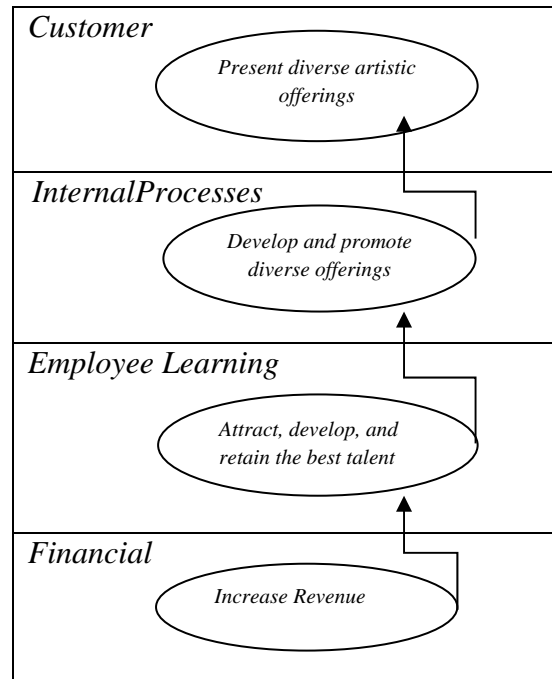 Customer
Present diverse artistic
offerings
InternalProcesses
Develop and promote
diverse offerings
Employee Learning
Attract, develop, and
retain the best talent
Financial
Increase Revenue